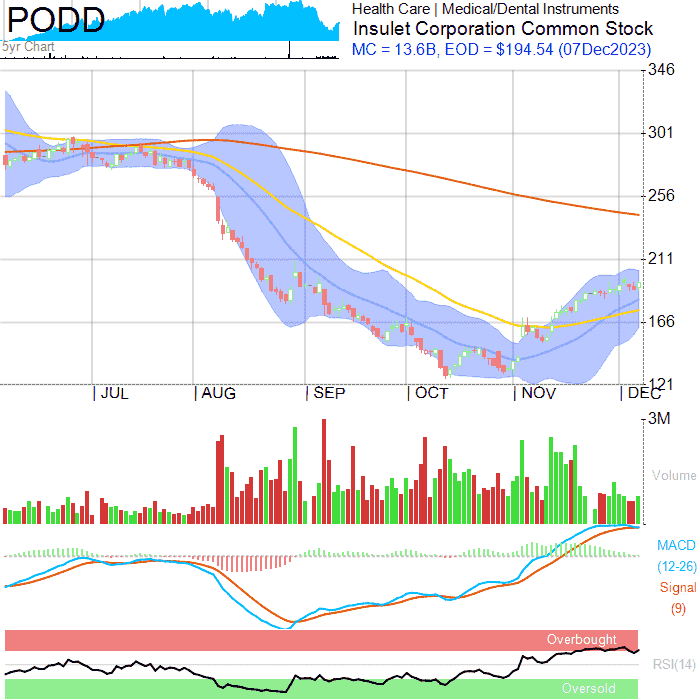 PODD
5yr Chart
Health Care | Medical/Dental Instruments
Insulet Corporation Common Stock
MC = 13.6B, EOD = $194.54 (07Dec2023)
346
301
256
211
166
121
JUL AUG SEP OCT NOV DEC
3M
Volume
MACD
(12-26)
Signal
(9)
Overbought
RSI(14)
Oversold